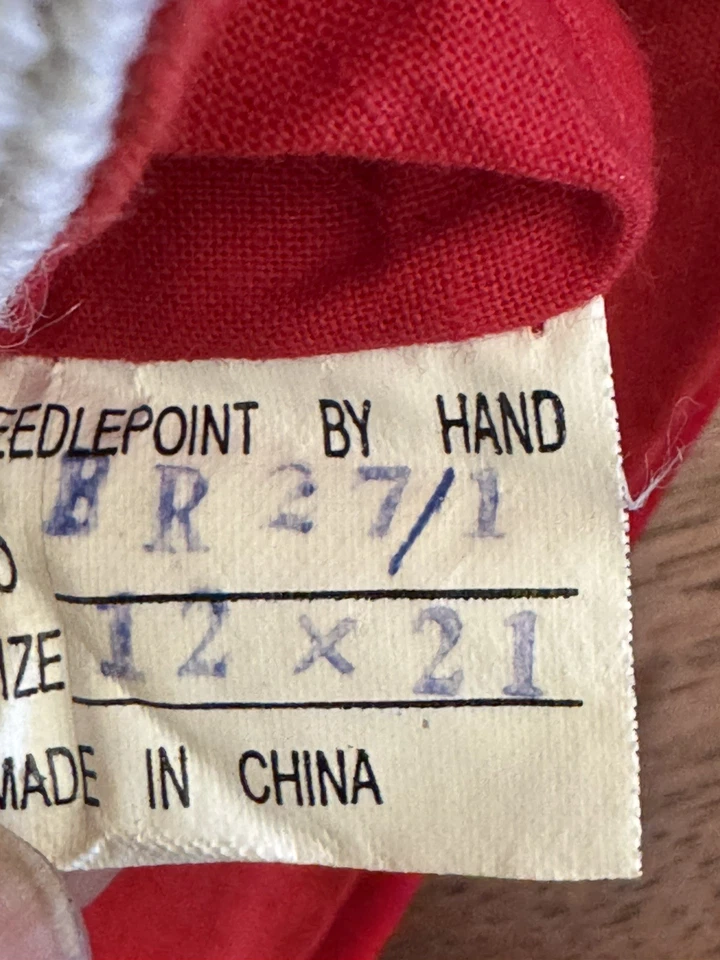 EEDLEPOINT BY HAND
R 27/1
O
IZE 12 x 21
MADE IN CHINA